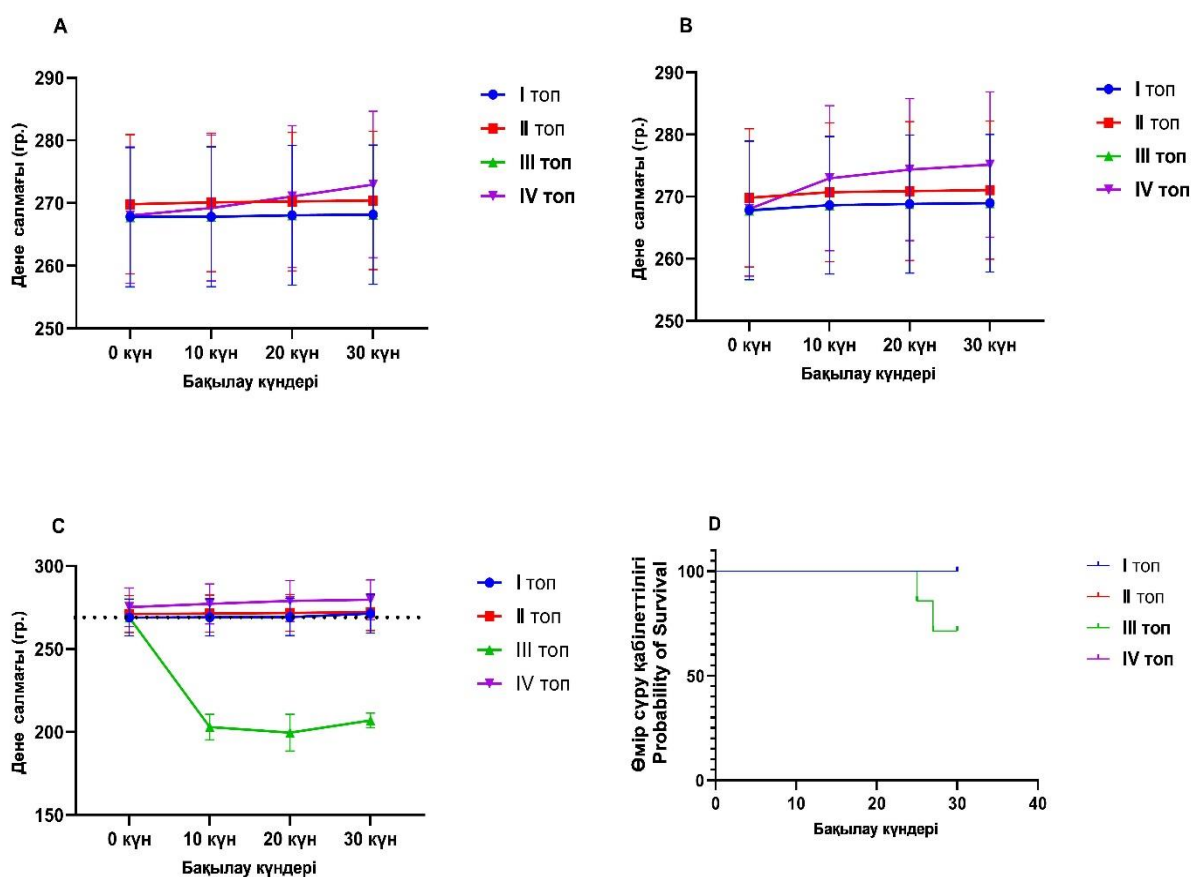 A
Дене салмағы (гр.)
290
280
270
260
250
0 күн 10 күн 20 күн 30 күн
Бақылау күндері
I топ
II топ
III топ
IV топ
B
Дене салмағы (гр.)
290
280
270
260
250
0 күн 10 күн 20 күн 30 күн
Бақылау күндері
I топ
II топ
III топ
IV топ
C
Дене салмағы (гр.)
300
250
200
150
0 күн 10 күн 20 күн 30 күн
Бақылау күндері
I топ
II топ
III топ
IV топ
D
Өмір сүру қабілеттілігі
Probability of Survival
100
50
0
0 10 20 30 40
Бақылау күндері
I топ
II топ
III топ
IV топ